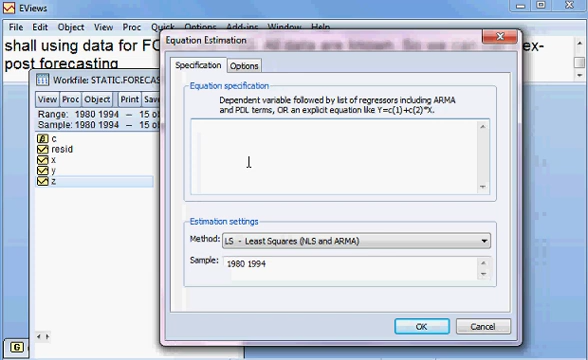 EViews
File Edit Object View Proc Quick Options Add-ins Window Help
shall using data for
All data are known. So we can ex-
post forecasting
Workfile: STATIC.FORECAS
View Proc Object Print Save
Range: 1980 1994 – 15 o
Sample: 1980 1994 – 15 o
c
resid
x
y
z
G
Equation Estimation
Specification Options
Equation specification
Dependent variable followed by list of regressors including ARMA
and PDL terms, OR an explicit equation like Y=c(1)+c(2)*X.
Estimation settings
Method: LS - Least Squares (NLS and ARMA)
Sample: 1980 1994
OK Cancel